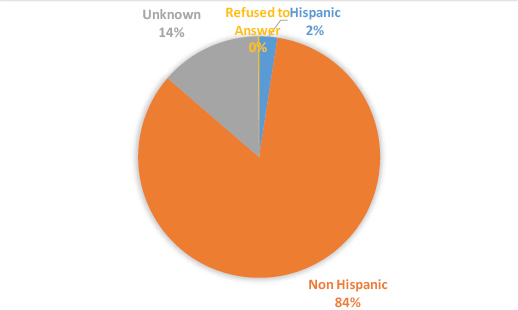 Unknown
14%
Refused to
Answer
0%
Hispanic
2%
Non Hispanic
84%